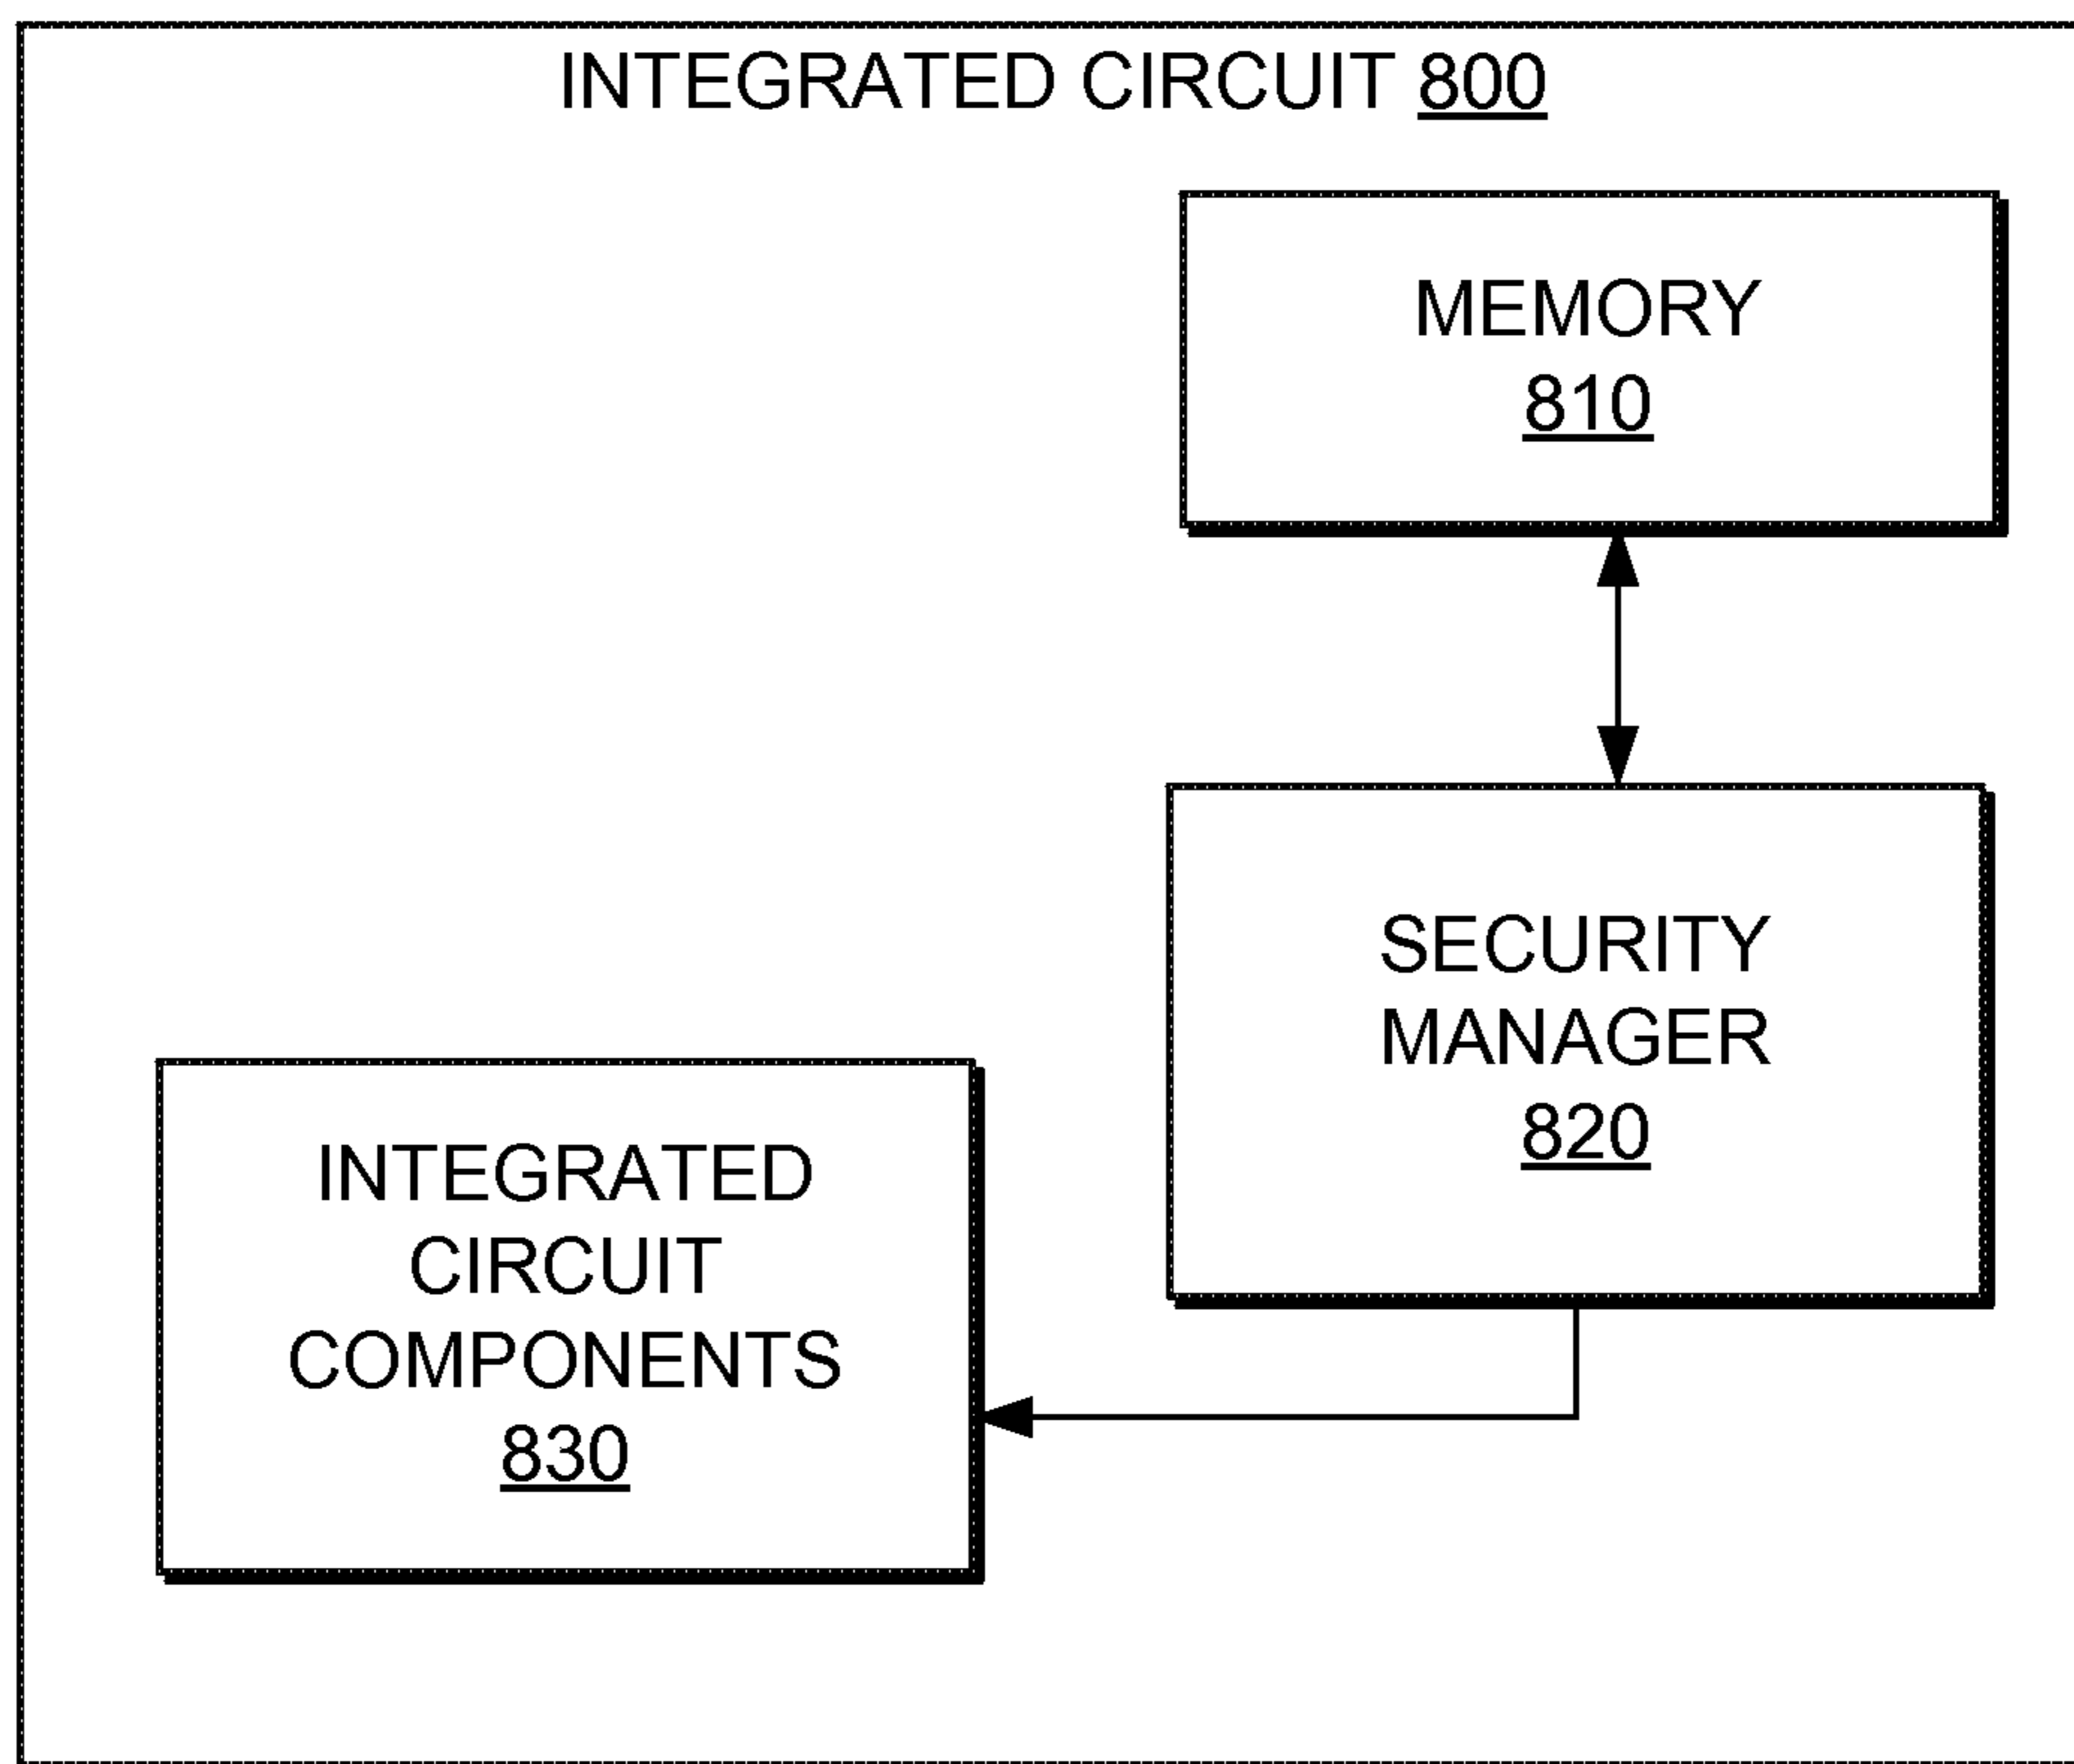 INTEGRATED CIRCUIT 800
MEMORY
810
SECURITY
MANAGER
820
INTEGRATED
CIRCUIT
COMPONENTS
830